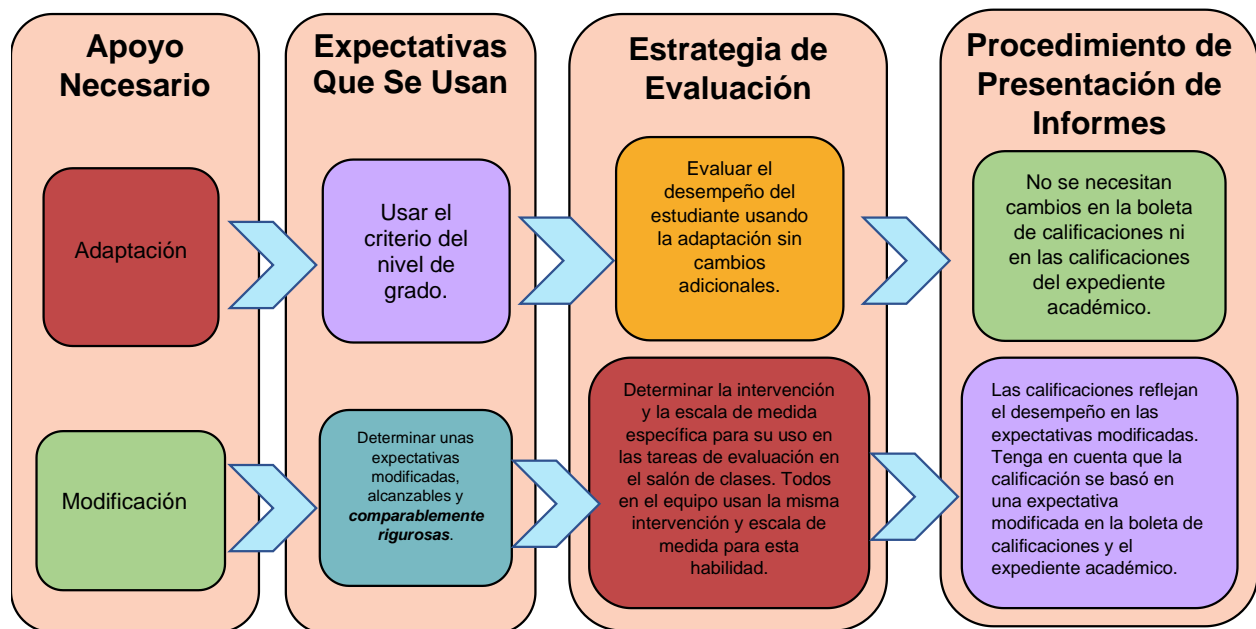 Apoyo
Necesario
Expectativas
Que Se Usan
Estrategia de
Evaluación
Procedimiento de
Presentación de
Informes
Adaptación
Usar el
criterio del
nivel de
grado.
Evaluar el
desempeño del
estudiante usando
la adaptación sin
cambios
adicionales.
No se necesitan
cambios en la boleta
de calificaciones ni
en las calificaciones
del expediente
académico.
Modificación
Determinar unas
expectativas
modificadas,
alcanzables y
comparablemente
rigurosas.
Determinar la intervención
y la escala de medida
específica para su uso en
las tareas de evaluación en
el salón de clases. Todos
en el equipo usan la misma
intervención y escala de
medida para esta
habilidad.
Las calificaciones reflejan
el desempeño en las
expectativas modificadas.
Tenga en cuenta que la
calificación se basó en
una expectativa
modificada en la boleta de
calificaciones y el
expediente académico.